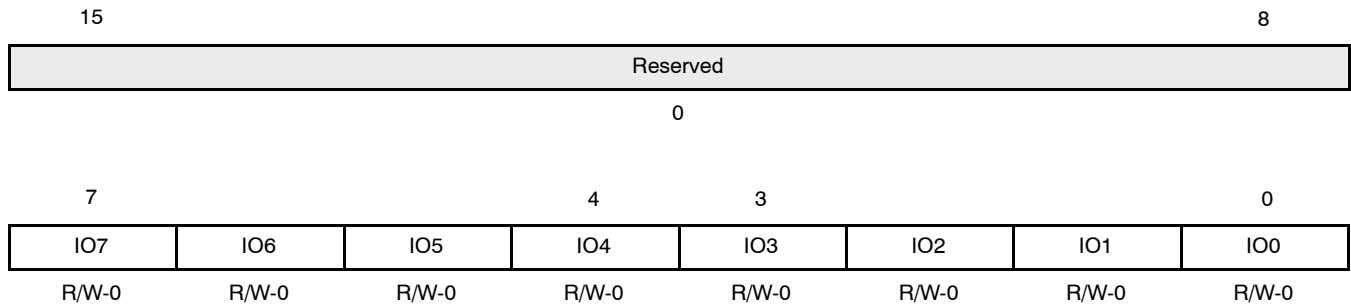 15 8
Reserved
0
7 4 3 0
IO7 IO6 IO5 IO4 IO3 IO2 IO1 IO0
R/W-0 R/W-0 R/W-0 R/W-0 R/W-0 R/W-0 R/W-0 R/W-0